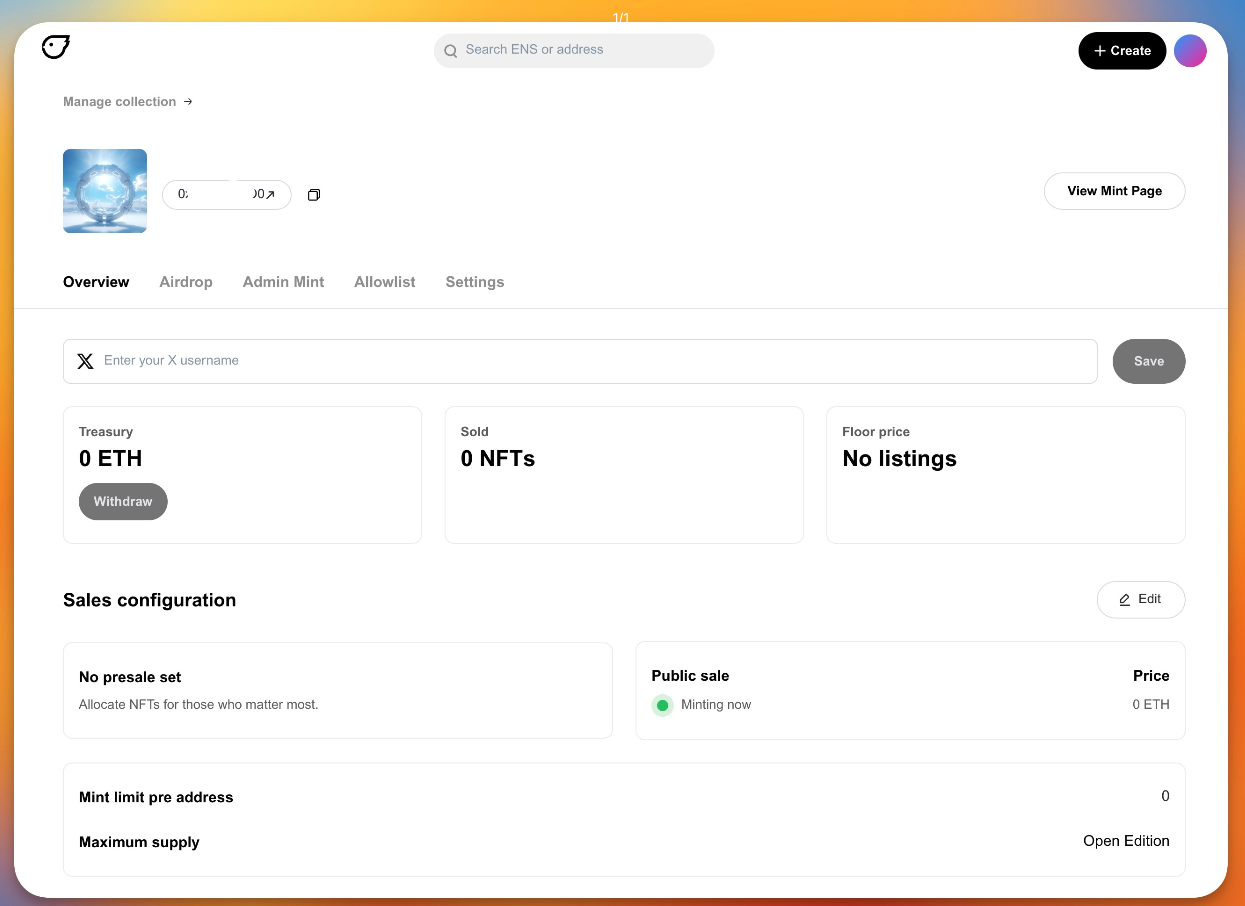 1/1
Search ENS or address
+ Create
Manage collection →
View Mint Page
Overview Airdrop Admin Mint Allowlist Settings
Enter your X username
Save
Treasury
0 ETH
Withdraw
Sold
0 NFTs
Floor price
No listings
Sales configuration
Edit
No presale set
Allocate NFTs for those who matter most.
Public sale
Minting now
Price
0 ETH
Mint limit pre address
0
Maximum supply
Open Edition